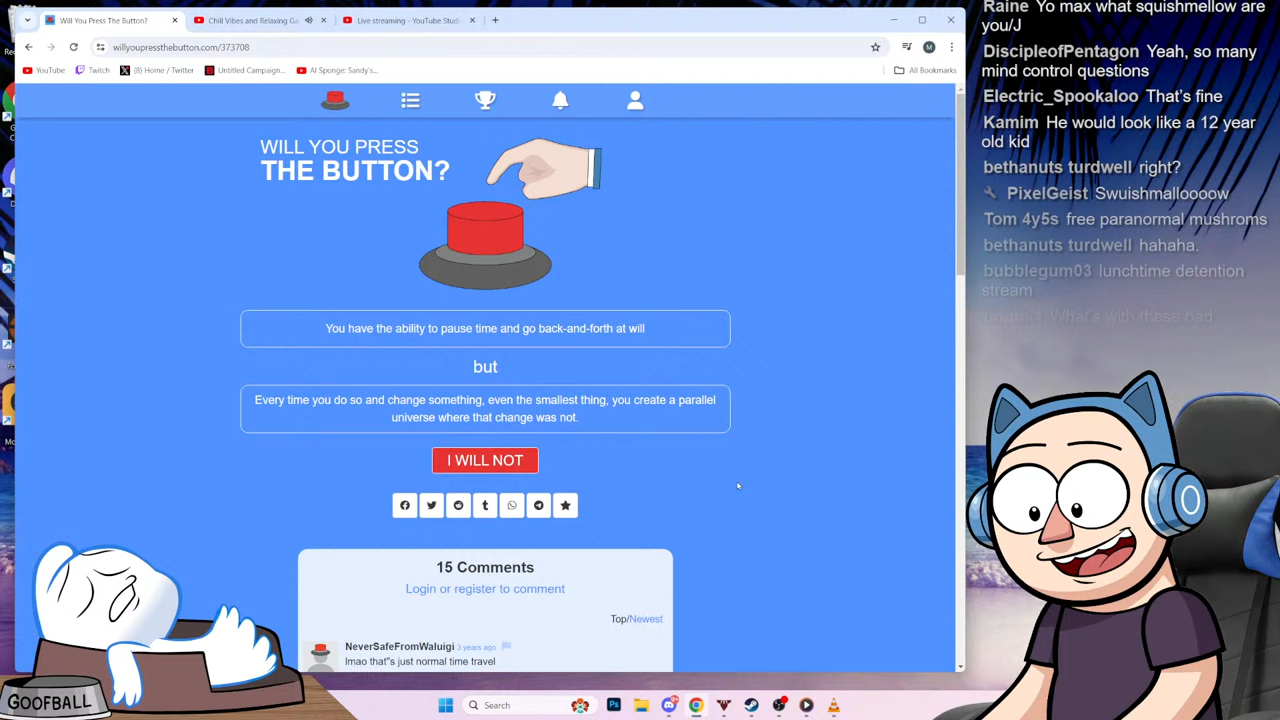 Will You Press The Button?
Chill Vibes and Relaxing Ga
Live streaming - YouTube Stud
willyoupressthebutton.com/373708
M
YouTube
Twitch
(8) Home / Twitter
Untitled Campaign...
AI Sponge: Sandy's...
All Bookmarks
WILL YOU PRESS
THE BUTTON?
You have the ability to pause time and go back-and-forth at will
but
Every time you do so and change something, even the smallest thing, you create a parallel
universe where that change was not.
I WILL NOT
15 Comments
Login or register to comment
Top/Newest
NeverSafeFromWaluigi 3 years ago
lmao that"s just normal time travel
GOOFBALL
Search
Raine Yo max what squishmellow are
you/J
DiscipleofPentagon Yeah, so many
mind control questions
Electric_Spookaloo That's fine
Kamim He would look like a 12 year
old kid
bethanuts turdwell right?
PixelGeist Swuishmalloooow
Tom 4y5s free paranormal mushroms
bethanuts turdwell hahaha.
bubblegum03 lunchtime detention
stream
What's with these bad